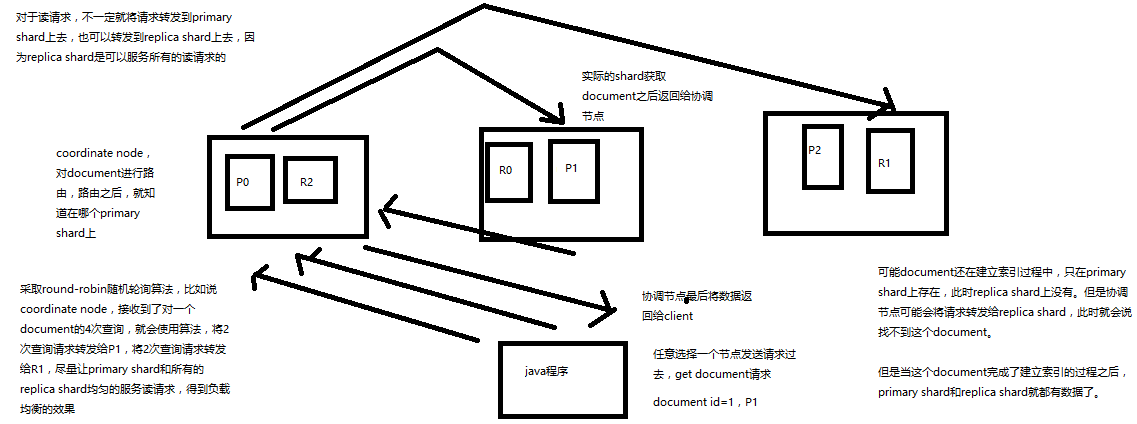 对于读请求，不一定就将请求转发到primary
shard上去，也可以转发到replica shard上去，因
为replica shard是可以服务所有的读请求的
实际的shard获取
document之后返回给协调
节点
coordinate node，
对document进行路
由，路由之后，就知
道在哪个primary
shard上
P0
R2
R0
P1
P2
R1
采取round-robin随机轮询算法，比如说
coordinate node，接收到了对一个
document的4次查询，就会使用算法，将2
次查询请求转发给P1，将2次查询请求转发
给R1，尽量让primary shard和所有的
replica shard均匀的服务读请求，得到负载
均衡的效果
协调节点最后将数据返
回给client
java程序
任意选择一个节点发送请求过
去，get document请求
document id=1，P1
可能document还在建立索引过程中，只在primary
shard上存在，此时replica shard上没有。但是协调
节点可能会将请求转发给replica shard，此时就会说
找不到这个document。
但是当这个document完成了建立索引的过程之后，
primary shard和replica shard就都有数据了。